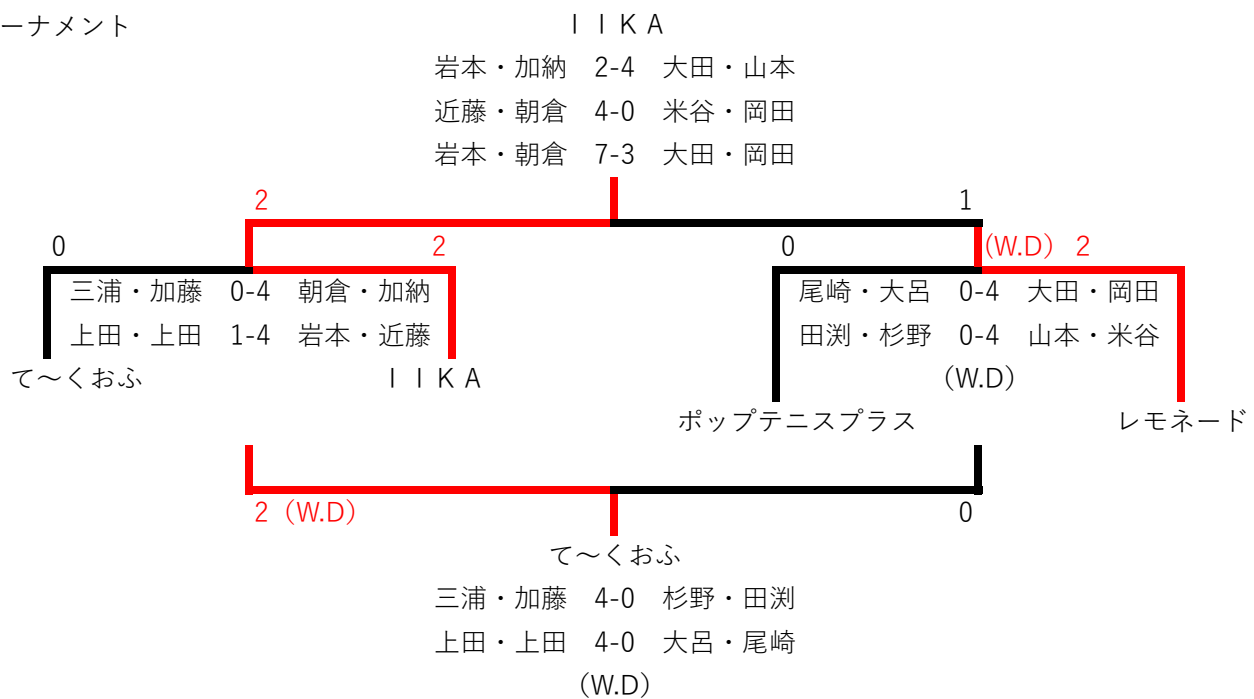 ーナメント
ＩＩＫＡ
岩本・加納　2-4　大田・山本
近藤・朝倉　4-0　米谷・岡田
岩本・朝倉　7-3　大田・岡田
2
1
0
2
0
(W.D)　2
三浦・加藤　0-4　朝倉・加納
尾崎・大呂　0-4　大田・岡田
上田・上田　1-4　岩本・近藤
田渕・杉野　0-4　山本・米谷
て～くおふ
ＩＩＫＡ
(W.D)
ポップテニスプラス
レモネード
2（W.D）
0
て～くおふ
三浦・加藤　4-0　杉野・田渕
上田・上田　4-0　大呂・尾崎
(W.D)